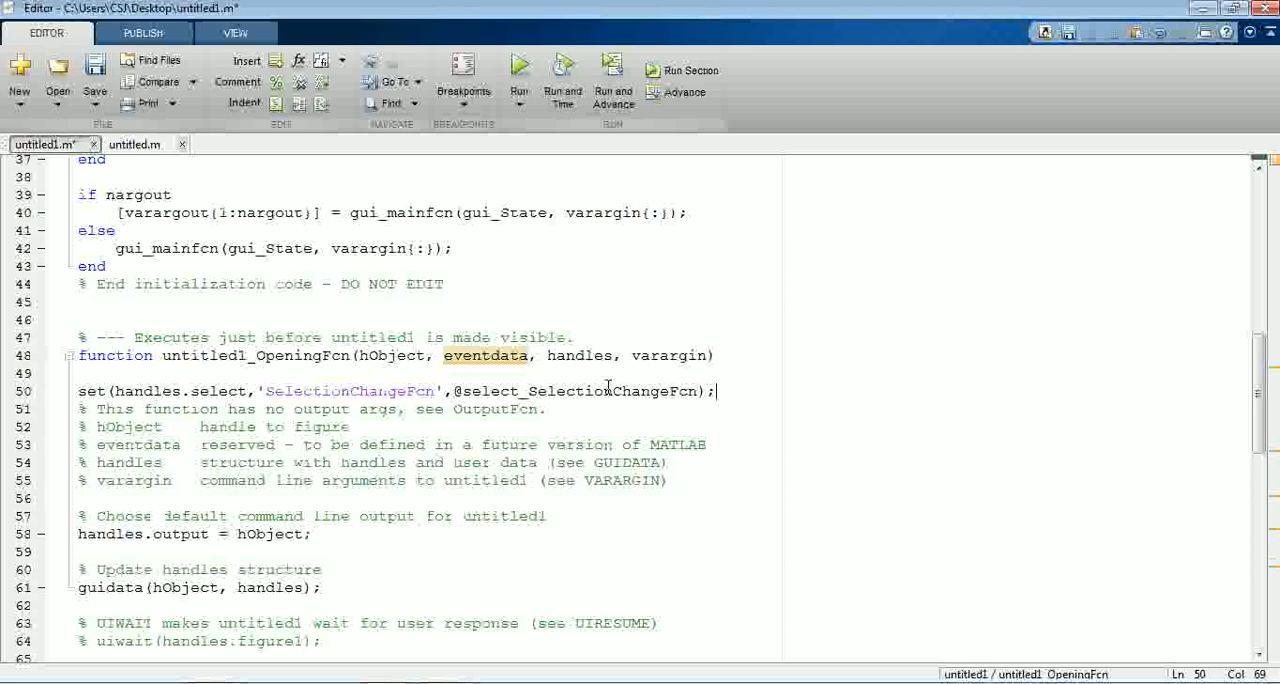 Editor - C:\Users\CSJ\Desktop\untitled1.m*
EDITOR PUBLISH VIEW
New Open Save Find Files Compare Print
Insert fx Comment % Indent
Go To Find
Breakpoints
Run Run and Time Run and Advance Run Section Advance
FILE EDIT NAVIGATE BREAKPOINTS RUN
untitled1.m* × untitled.m ×
37 - end
38
39 - if nargout
40 - [varargout{1:nargout}] = gui_mainfcn(gui_State, varargin{:});
41 - else
42 - gui_mainfcn(gui_State, varargin{:});
43 - end
44 % End initialization code - DO NOT EDIT
45
46
47 % --- Executes just before untitled1 is made visible.
48 - function untitled1_OpeningFcn(hObject, eventdata, handles, varargin)
49
50 - set(handles.select,'SelectionChangeFcn',@select_SelectionChangeFcn);
51 % This function has no output args, see OutputFcn.
52 % hObject    handle to figure
53 % eventdata  reserved - to be defined in a future version of MATLAB
54 % handles    structure with handles and user data (see GUIDATA)
55 % varargin   command line arguments to untitled1 (see VARARGIN)
56
57 % Choose default command line output for untitled1
58 - handles.output = hObject;
59
60 % Update handles structure
61 - guidata(hObject, handles);
62
63 % UIWAIT makes untitled1 wait for user response (see UIRESUME)
64 % uiwait(handles.figure1);
65
untitled1 / untitled1_OpeningFcn Ln 50 Col 69